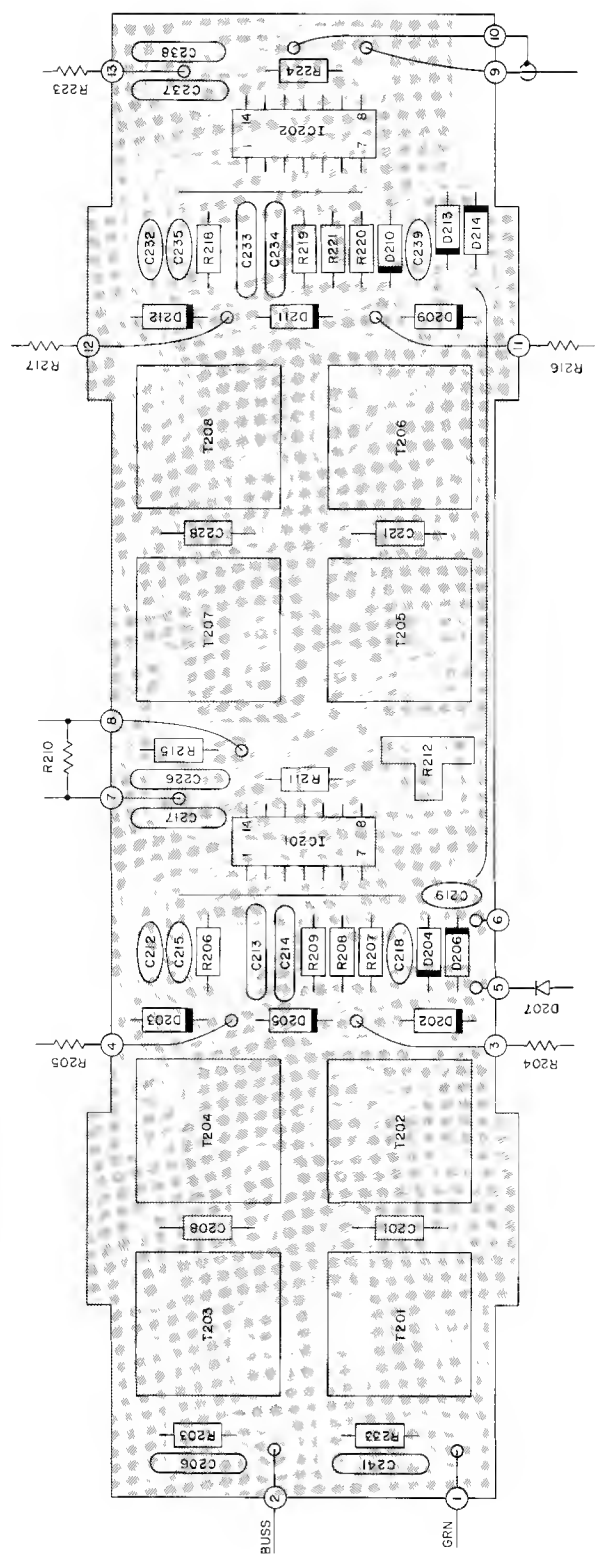 C238
10
13
R224
R223
C237
9
14
8
IC202
1
7
C232
C235
R218
C233
C234
R219
R221
R220
D210
C239
D213
D214
D212
D211
D209
12
11
R217
R216
T208
T206
C228
C221
T207
T205
8
R210
R215
R212
C226
R211
7
C217
14
8
IC201
1
7
C219
6
C212
C215
R206
C213
C214
R209
R208
R207
C218
D204
D206
5
D207
D203
D205
D202
4
3
R205
R204
T204
T202
C208
C201
T203
T201
R203
R233
C206
C241
2
1
BUSS
GRN